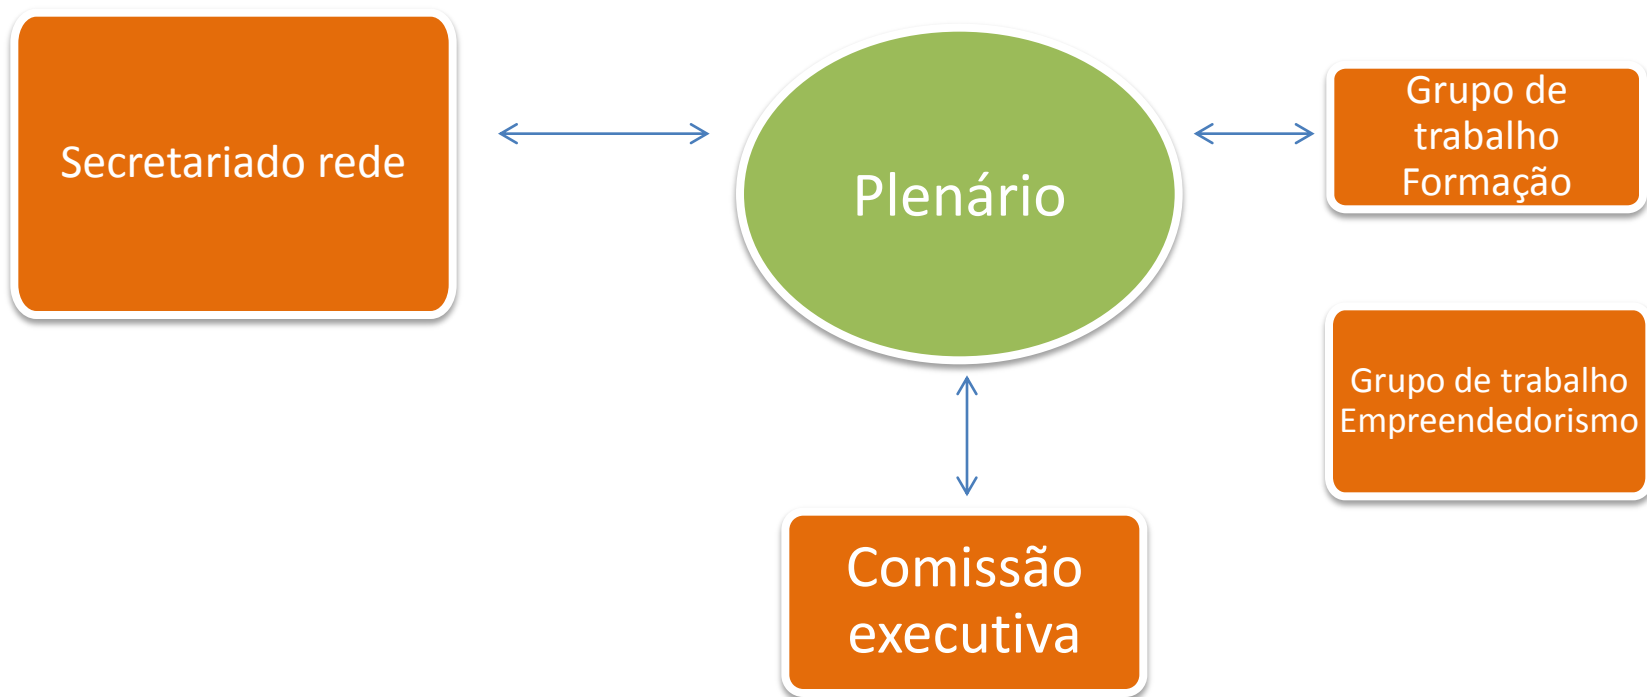 Secretariado rede
Plenário
Grupo de
trabalho
Formação
Grupo de trabalho
Empreendedorismo
Comissão
executiva